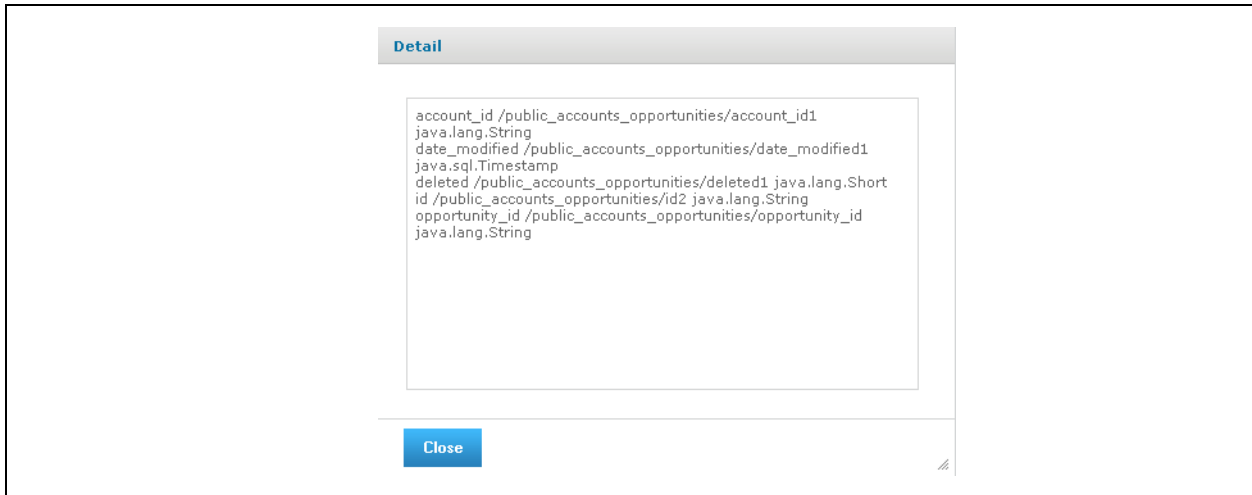 Detail
account_id /public_accounts_opportunities/account_id1
java.lang.String
date_modified /public_accounts_opportunities/date_modified1
java.sql.Timestamp
deleted /public_accounts_opportunities/deleted1 java.lang.Short
id /public_accounts_opportunities/id2 java.lang.String
opportunity_id /public_accounts_opportunities/opportunity_id
java.lang.String
Close